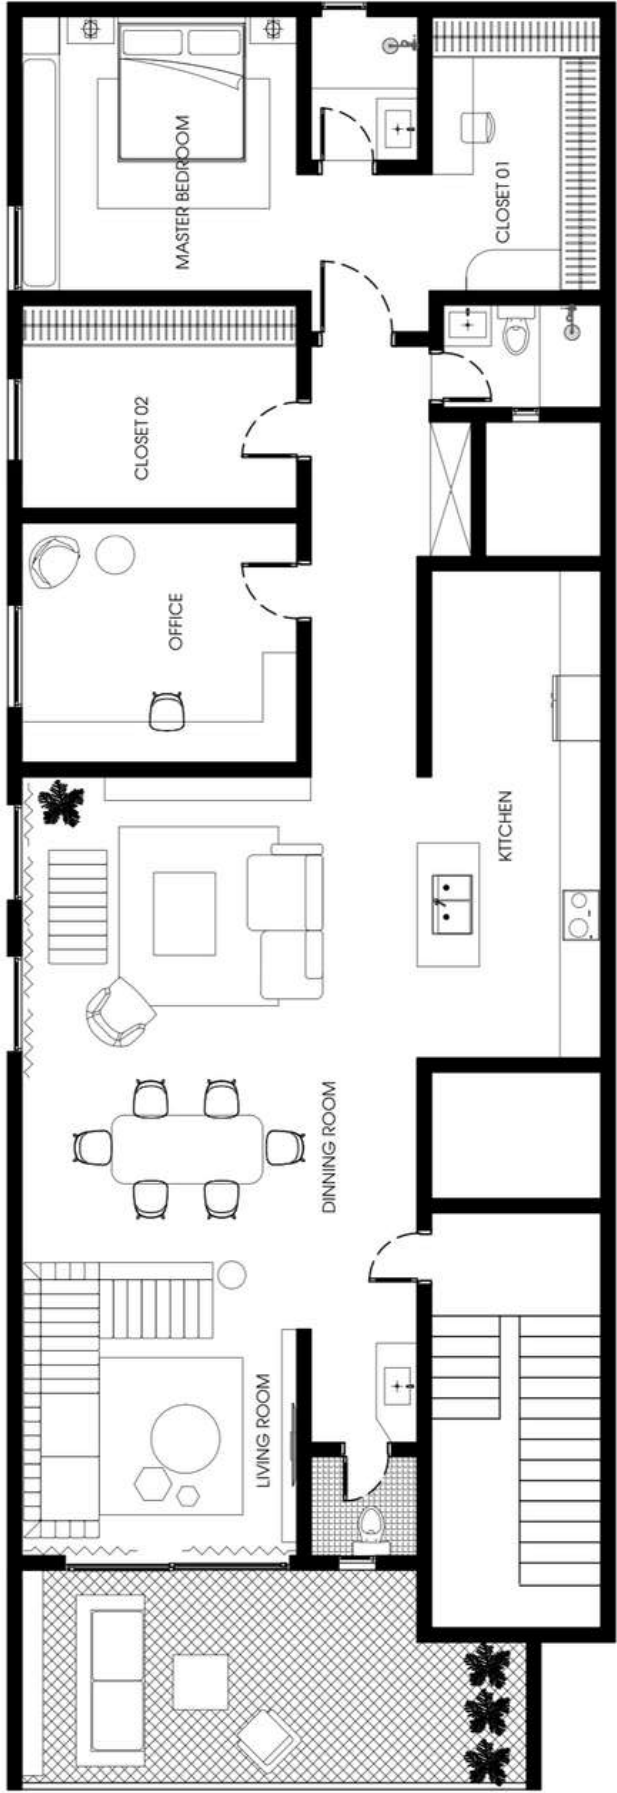 MASTER BEDROOM
CLOSET 01
CLOSET 02
OFFICE
KITCHEN
DINNING ROOM
LIVING ROOM